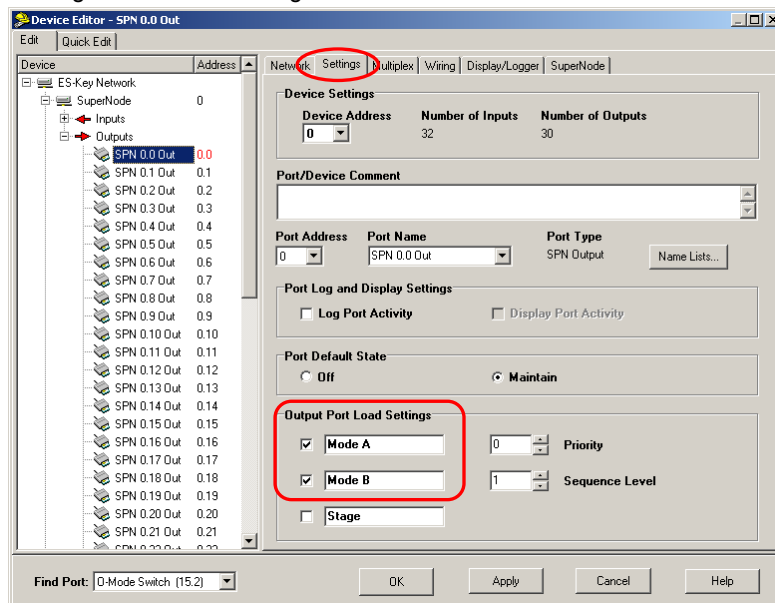 Device Editor - SPN 0.0 Out
Edit Quick Edit
Device Address
ES-Key Network
SuperNode 0
Inputs
Outputs
SPN 0.0 Out 0.0
SPN 0.1 Out 0.1
SPN 0.2 Out 0.2
SPN 0.3 Out 0.3
SPN 0.4 Out 0.4
SPN 0.5 Out 0.5
SPN 0.6 Out 0.6
SPN 0.7 Out 0.7
SPN 0.8 Out 0.8
SPN 0.9 Out 0.9
SPN 0.10 Out 0.10
SPN 0.11 Out 0.11
SPN 0.12 Out 0.12
SPN 0.13 Out 0.13
SPN 0.14 Out 0.14
SPN 0.15 Out 0.15
SPN 0.16 Out 0.16
SPN 0.17 Out 0.17
SPN 0.18 Out 0.18
SPN 0.19 Out 0.19
SPN 0.20 Out 0.20
SPN 0.21 Out 0.21
Network Settings Multiplex Wiring Display/Logger SuperNode
Device Settings
Device Address Number of Inputs Number of Outputs
0 32 30
Port/Device Comment
Port Address Port Name Port Type
0 SPN 0.0 Out SPN Output Name Lists...
Port Log and Display Settings
Log Port Activity Display Port Activity
Port Default State
Off Maintain
Output Port Load Settings
Mode A 0 Priority
Mode B 1 Sequence Level
Stage
Find Port: O-Mode Switch (15.2) OK Apply Cancel Help